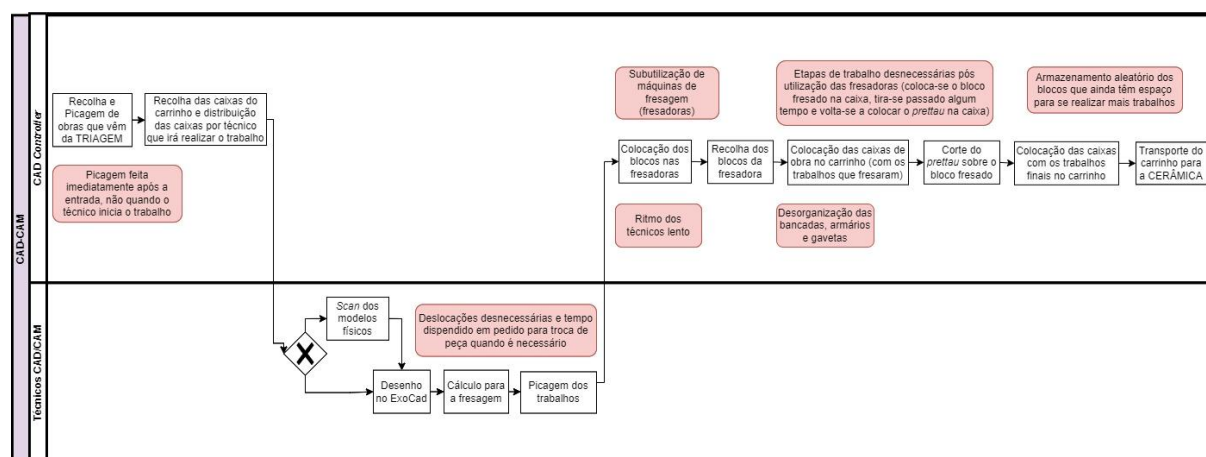 CAD-CAM
CAD Controller
Técnicos CAD/CAM
Recolha e
Picagem de
obras que vêm
da TRIAGEM
Recolha das caixas do
carrinho e distribuição
das caixas por técnico
que irá realizar o trabalho
Picagem feita
imediatamente após a
entrada, não quando o
técnico inicia o trabalho
Scan dos
modelos
físicos
Deslocações desnecessárias e tempo
dispendido em pedido para troca de
peça quando é necessário
Desenho
no ExoCad
Cálculo para
a fresagem
Picagem dos
trabalhos
Subutilização de
máquinas de
fresagem
(fresadoras)
Etapas de trabalho desnecessárias pós
utilização das fresadoras (coloca-se o bloco
fresado na caixa, tira-se passado algum
tempo e volta-se a colocar o prettau na caixa)
Armazenamento aleatório dos
blocos que ainda têm espaço
para se realizar mais trabalhos
Colocação dos
blocos nas
fresadoras
Recolha dos
blocos da
fresadora
Colocação das caixas de
obra no carrinho (com os
trabalhos que fresaram)
Corte do
prettau sobre o
bloco fresado
Colocação das caixas
com os trabalhos
finais no carrinho
Transporte do
carrinho para
a CERÂMICA
Ritmo dos
técnicos lento
Desorganização das
bancadas, armários
e gavetas